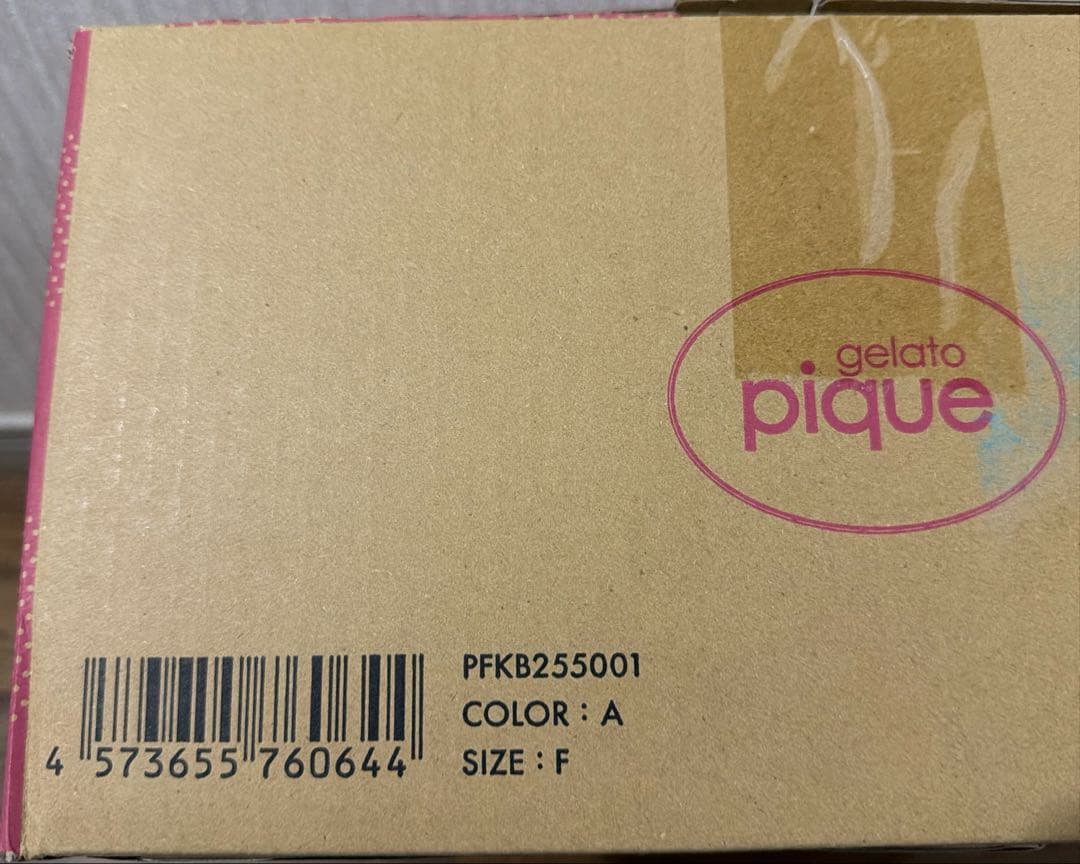 gelato
pique
PFKB255001
COLOR : A
SIZE : F
4 573655 760644